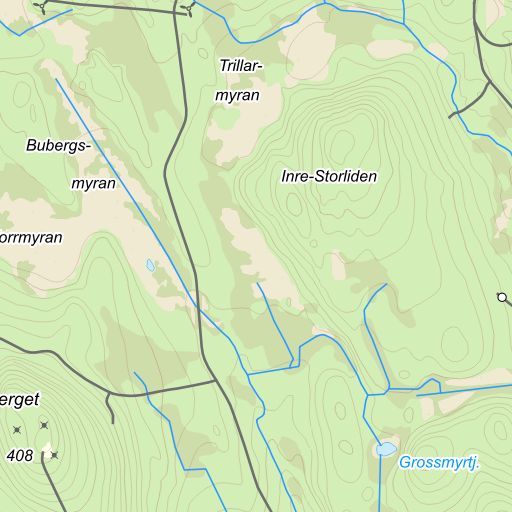 Trillar-
myran
Bubergs-
myran
Inre-Storliden
orrmyran
erget
408
Grossmyrtj.